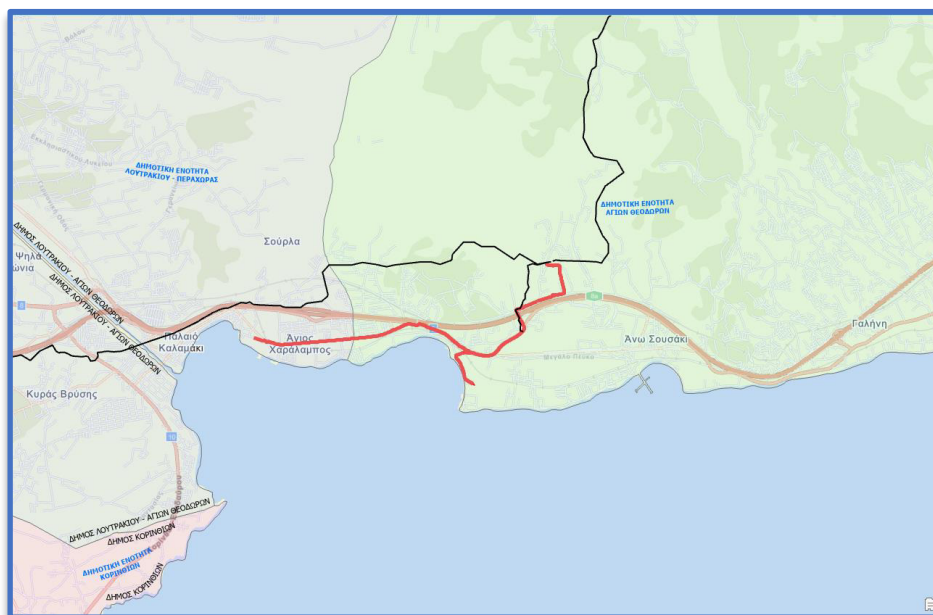 ΔΗΜΟΤΙΚΗ ΕΝΟΤΗΤΑ
ΛΟΥΤΡΑΚΙΟΥ - ΠΕΡΑΧΩΡΑΣ
ΔΗΜΟΤΙΚΗ ΕΝΟΤΗΤΑ
ΑΓΙΩΝ ΘΕΟΔΩΡΩΝ
Σούρλα
Ψηλά
ώνια
ΔΗΜΟΣ ΛΟΥΤΡΑΚΙΟΥ - ΑΓΙΩΝ ΘΕΟΔΩΡΩΝ
ΔΗΜΟΣ ΛΟΥΤΡΑΚΙΟΥ - ΑΓΙΩΝ ΘΕΟΔΩΡΩΝ
Παλαιό
Καλαμάκι
Άγιος
Χαράλαμπος
Άνω Σουσάκι
Γαλήνη
Κυράς Βρύσης
10
ΔΗΜΟΣ ΛΟΥΤΡΑΚΙΟΥ - ΑΓΙΩΝ ΘΕΟΔΩΡΩΝ
ΔΗΜΟΣ ΚΟΡΙΝΘΙΩΝ
ΔΗΜΟΤΙΚΗ ΕΝΟΤΗΤΑ
ΚΟΡΙΝΘΙΩΝ
ΔΗΜΟΣ ΚΟΡΙΝΘΙΩΝ